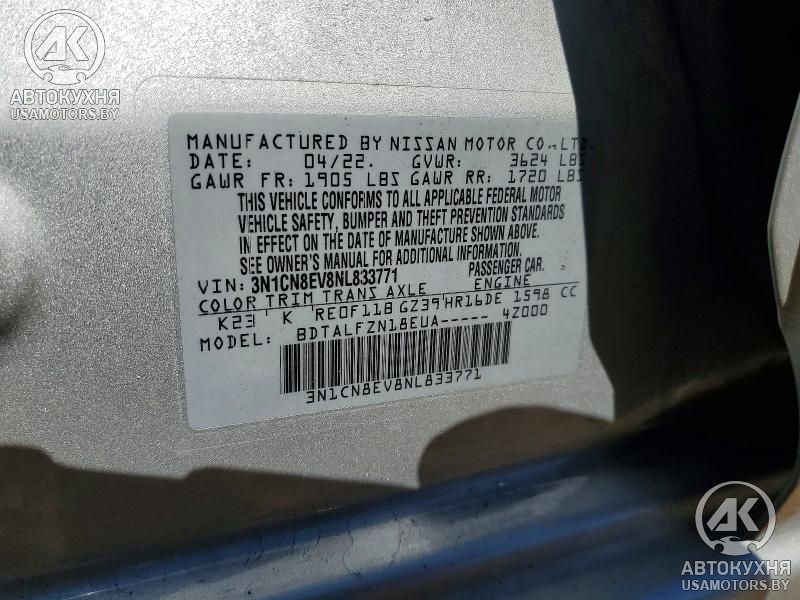 AK
АВТОКУХНЯ
USAMOTORS.BY
MANUFACTURED BY NISSAN MOTOR CO.,LTD.
DATE: 04/22. GVWR: 3624 LBS
GAWR FR: 1905 LBS GAWR RR: 1720 LBS
THIS VEHICLE CONFORMS TO ALL APPLICABLE FEDERAL MOTOR
VEHICLE SAFETY, BUMPER AND THEFT PREVENTION STANDARDS
IN EFFECT ON THE DATE OF MANUFACTURE SHOWN ABOVE.
SEE OWNER'S MANUAL FOR ADDITIONAL INFORMATION.
VIN: 3N1CN8EV8NL833771 PASSENGER CAR.
COLOR TRIM TRANS AXLE ENGINE
K23 K RE0F11B GZ39 HR16DE 1598 CC
MODEL: BDTALFZN18EUA----- 4Z000
3N1CN8EV8NL833771
AK
АВТОКУХНЯ
USAMOTORS.BY